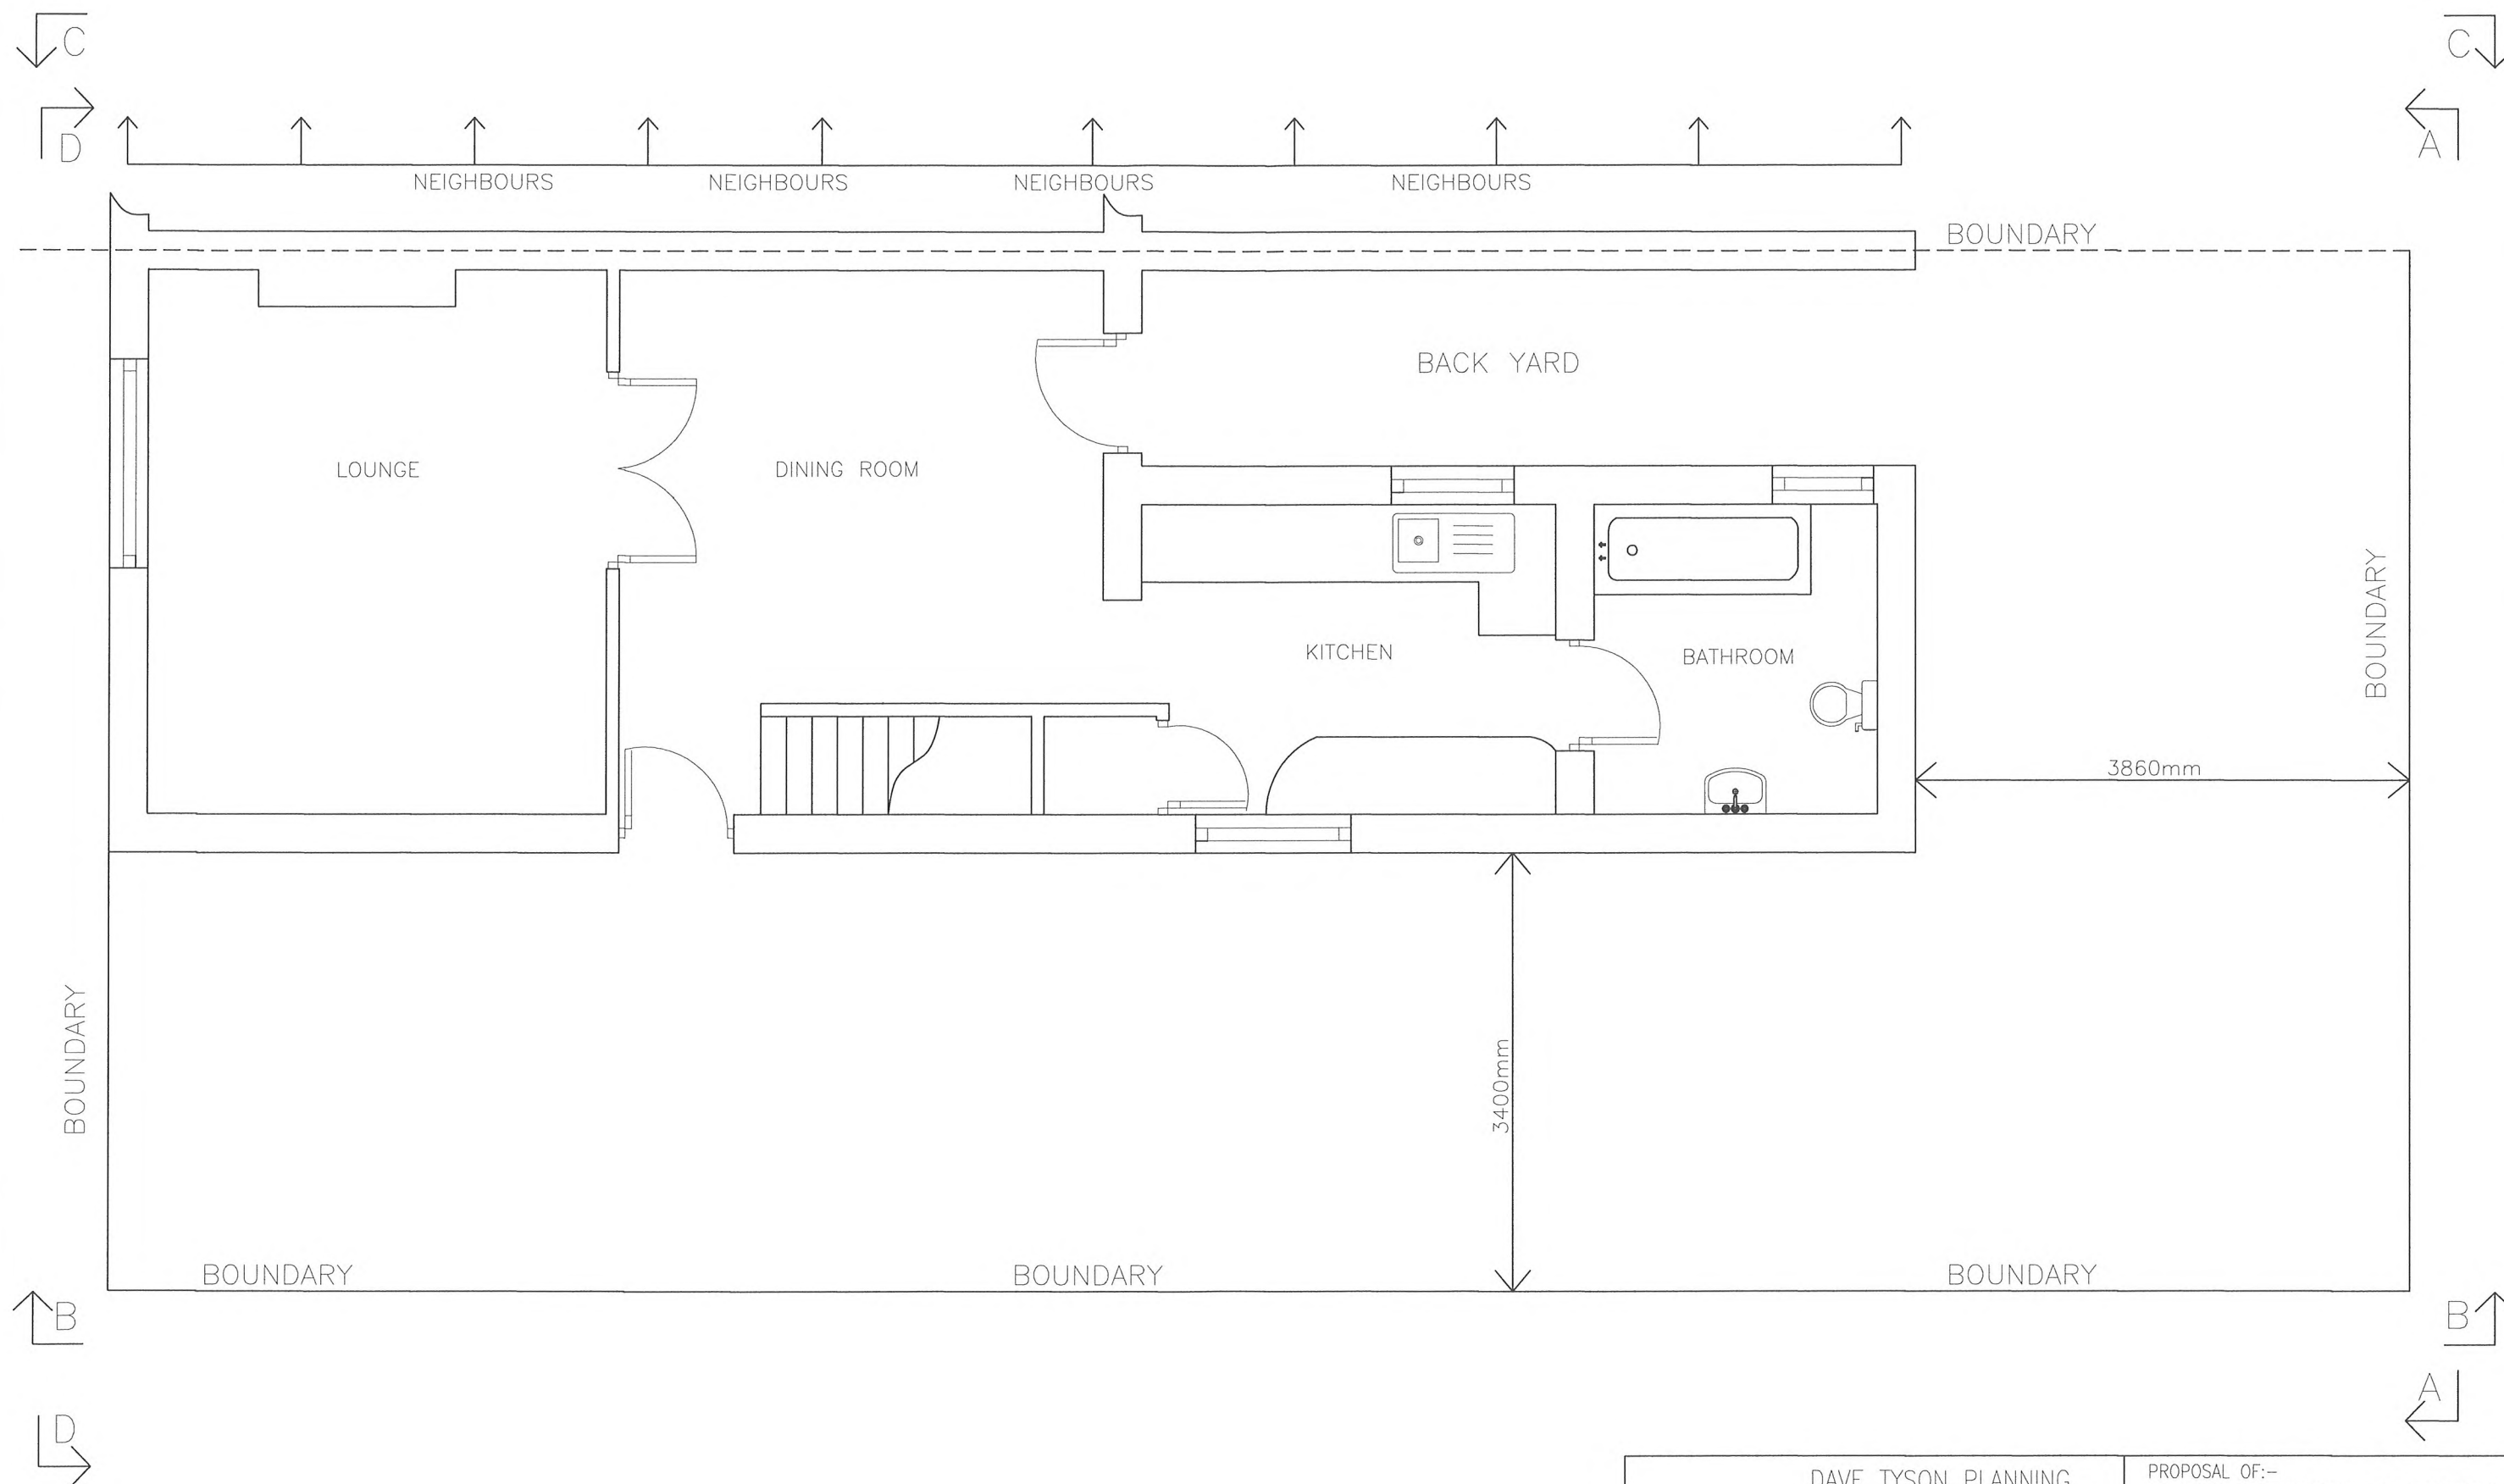 C
C
D
A
NEIGHBOURS NEIGHBOURS NEIGHBOURS NEIGHBOURS
BOUNDARY
BACK YARD
LOUNGE
DINING ROOM
BOUNDARY
KITCHEN
BATHROOM
3860mm
BOUNDARY
3400mm
BOUNDARY
BOUNDARY
BOUNDARY
B
B
A
D
DAVE TYSON PLANNING
PROPOSAL OF:-